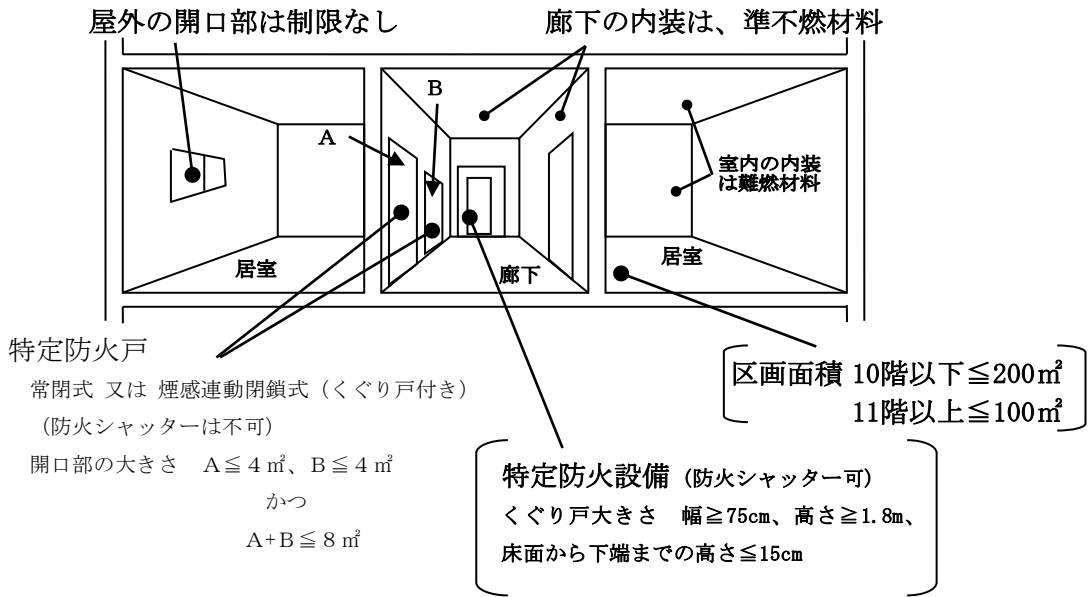 屋外の開口部は制限なし
廊下の内装は、準不燃材料
A
B
室内の内装
は難燃材料
居室
廊下
居室
特定防火戸
常閉式 又は 煙感連動閉鎖式（くぐり戸付き）
（防火シャッターは不可）
開口部の大きさ　A≦４㎡、B≦４㎡
かつ
A+B≦８㎡
区画面積 10階以下≦200㎡
11階以上≦100㎡
特定防火設備（防火シャッター可）
くぐり戸大きさ　幅≧75cm、高さ≧1.8m、
床面から下端までの高さ≦15cm